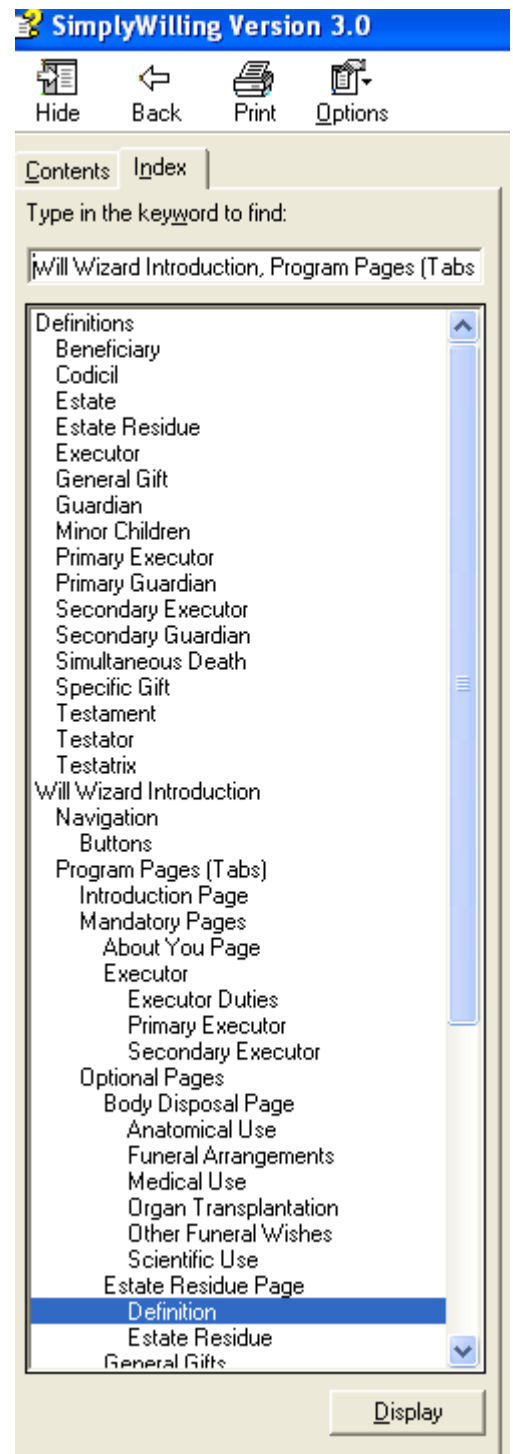 SimplyWilling Version 3.0
Hide Back Print Options
Contents Index
Type in the keyword to find:
Will Wizard Introduction, Program Pages (Tabs
Definitions
Beneficiary
Codicil
Estate
Estate Residue
Executor
General Gift
Guardian
Minor Children
Primary Executor
Primary Guardian
Secondary Executor
Secondary Guardian
Simultaneous Death
Specific Gift
Testament
Testator
Testatrix
Will Wizard Introduction
Navigation
Buttons
Program Pages (Tabs)
Introduction Page
Mandatory Pages
About You Page
Executor
Executor Duties
Primary Executor
Secondary Executor
Optional Pages
Body Disposal Page
Anatomical Use
Funeral Arrangements
Medical Use
Organ Transplantation
Other Funeral Wishes
Scientific Use
Estate Residue Page
Definition
Estate Residue
General Gifts
Display